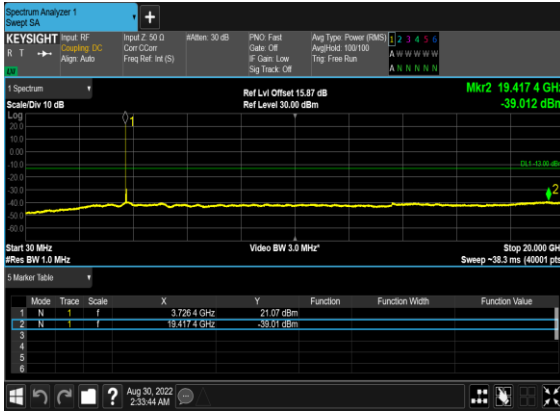 Spectrum Analyzer 1
Swept SA
+
KEYSIGHT Input: RF Input Z: 50 Ω #Atten: 30 dB PNO: Fast Avg Type: Power (RMS) 1 2 3 4 5 6
R T Coupling: DC Corr CCorr Gate: Off Avg|Hold: 100/100 A W W W W W
Align: Auto Freq Ref: Int (S) IF Gain: Low Trig: Free Run
Sig Track: Off A N N N N N
1 Spectrum Ref Lvl Offset 15.87 dB Mkr2 19.417 4 GHz
Scale/Div 10 dB Ref Level 30.00 dBm -39.012 dBm
Log
20.0
10.0
0.00
-10.0
-20.0
-30.0
-40.0
-50.0
-60.0
1
DL1 -13.00 dBm
2
Start 30 MHz Video BW 3.0 MHz* Stop 20.000 GHz
#Res BW 1.0 MHz Sweep ~38.3 ms (40001 pts)
5 Marker Table
Mode Trace Scale X Y Function Function Width Function Value
1 N 1 f 3.726 4 GHz 21.07 dBm
2 N 1 f 19.417 4 GHz -39.01 dBm
3
4
5
6
? Aug 30, 2022
2:33:44 AM